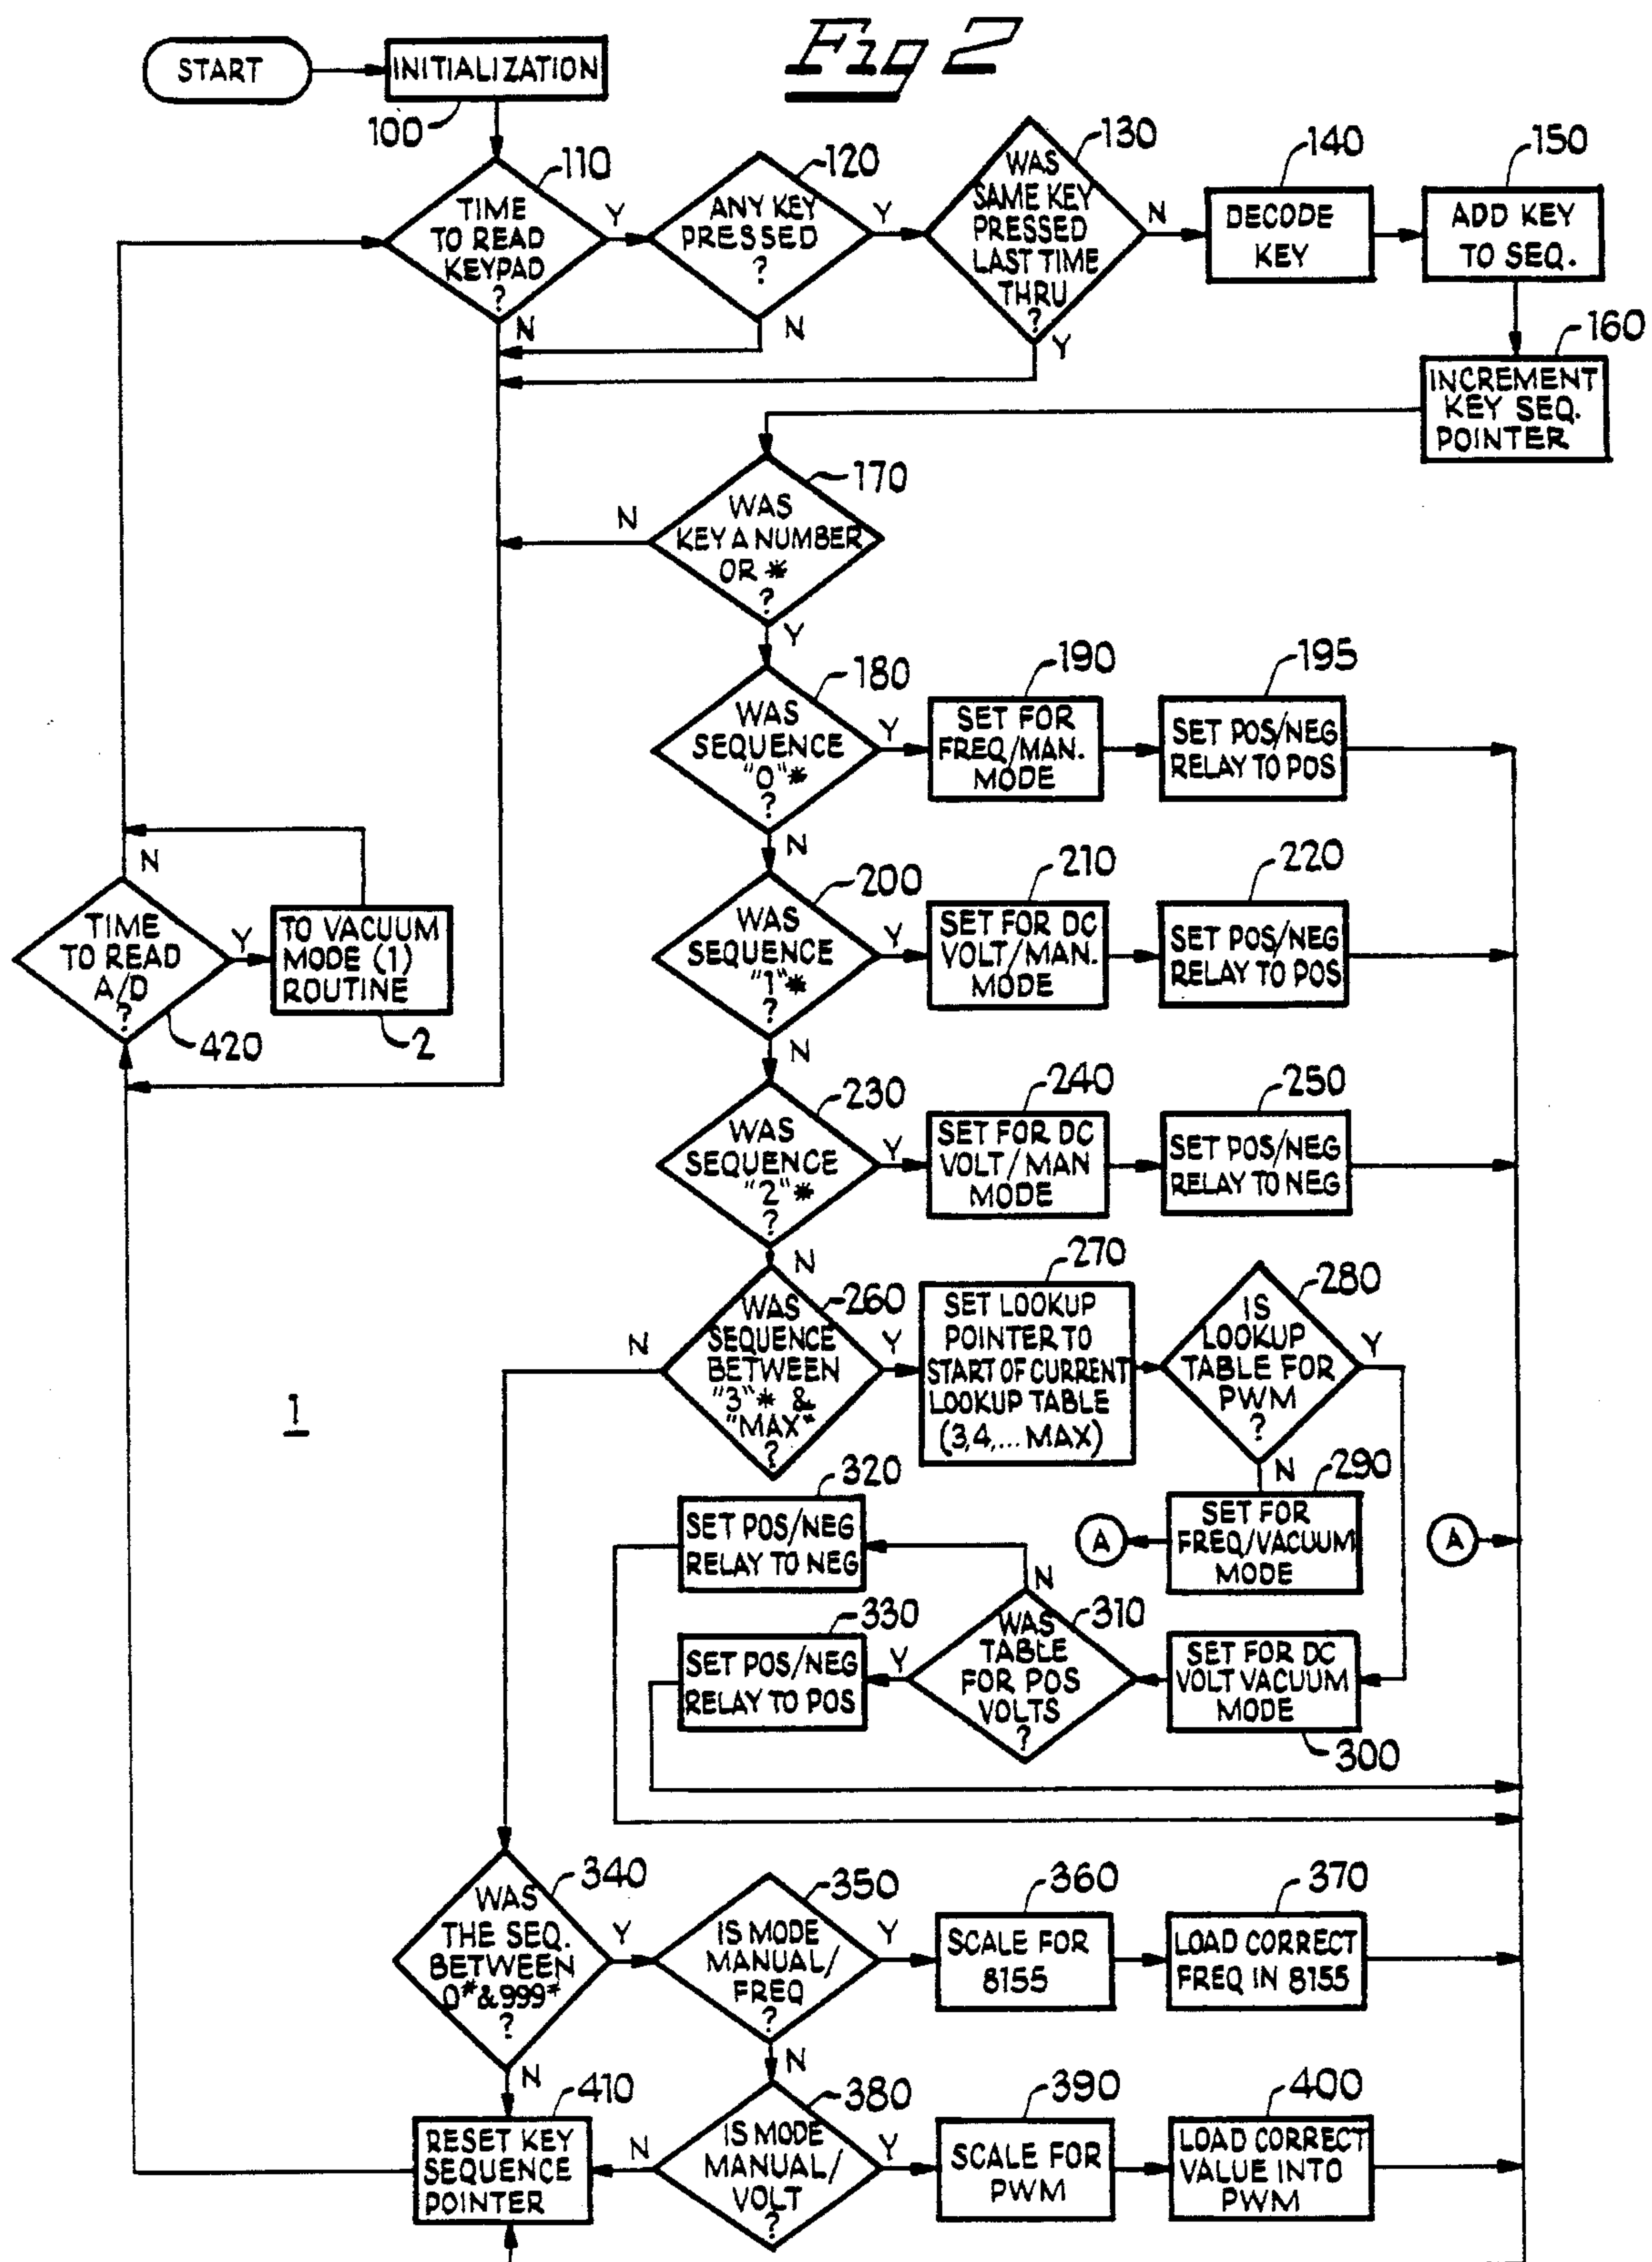 Fig 2
START
INITIALIZATION
100
110
TIME
TO READ
KEYPAD
?
Y
N
120
ANY KEY
PRESSED
?
Y
N
130
WAS
SAME KEY
PRESSED
LAST TIME
THRU
?
N
Y
140
DECODE
KEY
150
ADD KEY
TO SEQ.
160
INCREMENT
KEY SEQ.
POINTER
170
WAS
KEY A NUMBER
OR *
?
N
Y
180
WAS
SEQUENCE
"0"*
?
Y
N
190
SET FOR
FREQ/MAN.
MODE
195
SET POS/NEG
RELAY TO POS
200
WAS
SEQUENCE
"1"*
?
Y
N
210
SET FOR DC
VOLT/MAN.
MODE
220
SET POS/NEG
RELAY TO POS
N
TIME
TO READ
A/D
?
Y
420
TO VACUUM
MODE (1)
ROUTINE
2
230
WAS
SEQUENCE
"2"*
?
Y
N
240
SET FOR DC
VOLT/MAN
MODE
250
SET POS/NEG
RELAY TO NEG
260
WAS
SEQUENCE
BETWEEN
"3"* &
"MAX"
?
N
Y
270
SET LOOKUP
POINTER TO
START OF CURRENT
LOOKUP TABLE
(3,4,...MAX)
280
IS
LOOKUP
TABLE FOR
PWM
?
Y
N
1
290
SET FOR
FREQ/VACUUM
MODE
A
A
300
SET FOR DC
VOLT VACUUM
MODE
310
WAS
TABLE
FOR POS
VOLTS
?
N
Y
320
SET POS/NEG
RELAY TO NEG
330
SET POS/NEG
RELAY TO POS
340
WAS
THE SEQ.
BETWEEN
0*&999*
?
Y
N
350
IS MODE
MANUAL/
FREQ
?
Y
N
360
SCALE FOR
8155
370
LOAD CORRECT
FREQ IN 8155
380
IS MODE
MANUAL/
VOLT
?
N
Y
390
SCALE FOR
PWM
400
LOAD CORRECT
VALUE INTO
PWM
410
RESET KEY
SEQUENCE
POINTER